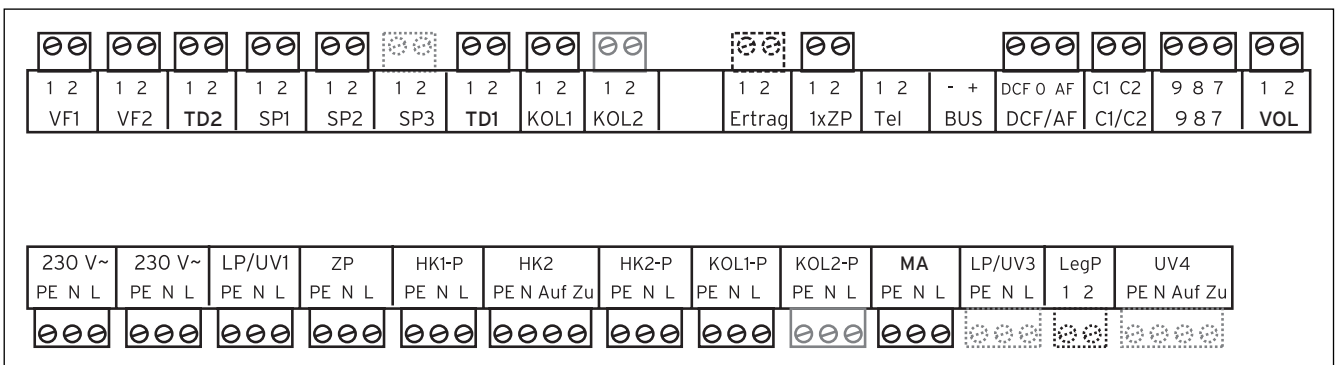 1 2 1 2 1 2 1 2 1 2 1 2 1 2 1 2 1 2 1 2 1 2 1 2 - + DCF O AF C1 C2 9 8 7 1 2
VF1 VF2 TD2 SP1 SP2 SP3 TD1 KOL1 KOL2 Ertrag 1xZP Tel BUS DCF/AF C1/C2 9 8 7 VOL
230 V~ 230 V~ LP/UV1 ZP HK1-P HK2 HK2-P KOL1-P KOL2-P MA LP/UV3 LegP UV4
PE N L PE N L PE N L PE N L PE N L PE N Auf Zu PE N L PE N L PE N L PE N L PE N L 1 2 PE N Auf Zu